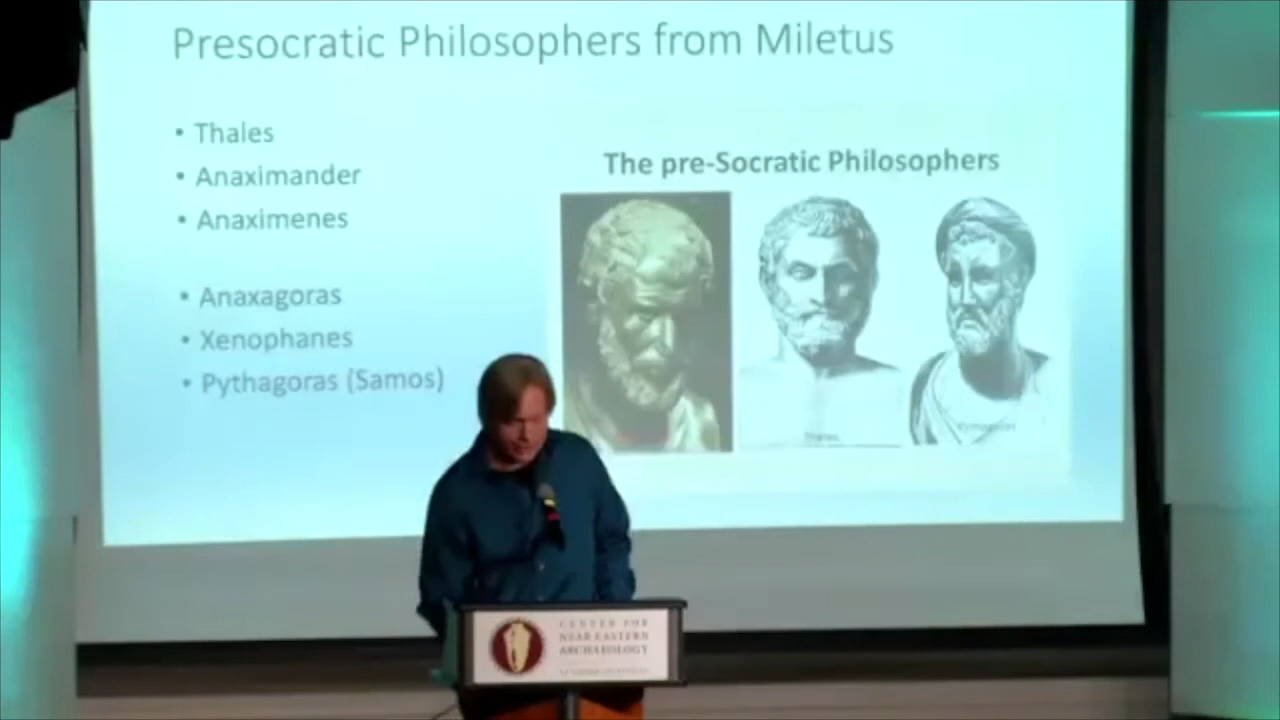 Presocratic Philosophers from Miletus
• Thales
• Anaximander
• Anaximenes
• Anaxagoras
• Xenophanes
• Pythagoras (Samos)
The pre-Socratic Philosophers
Thales
CENTER FOR
NEAR EASTERN
ARCHAEOLOGY